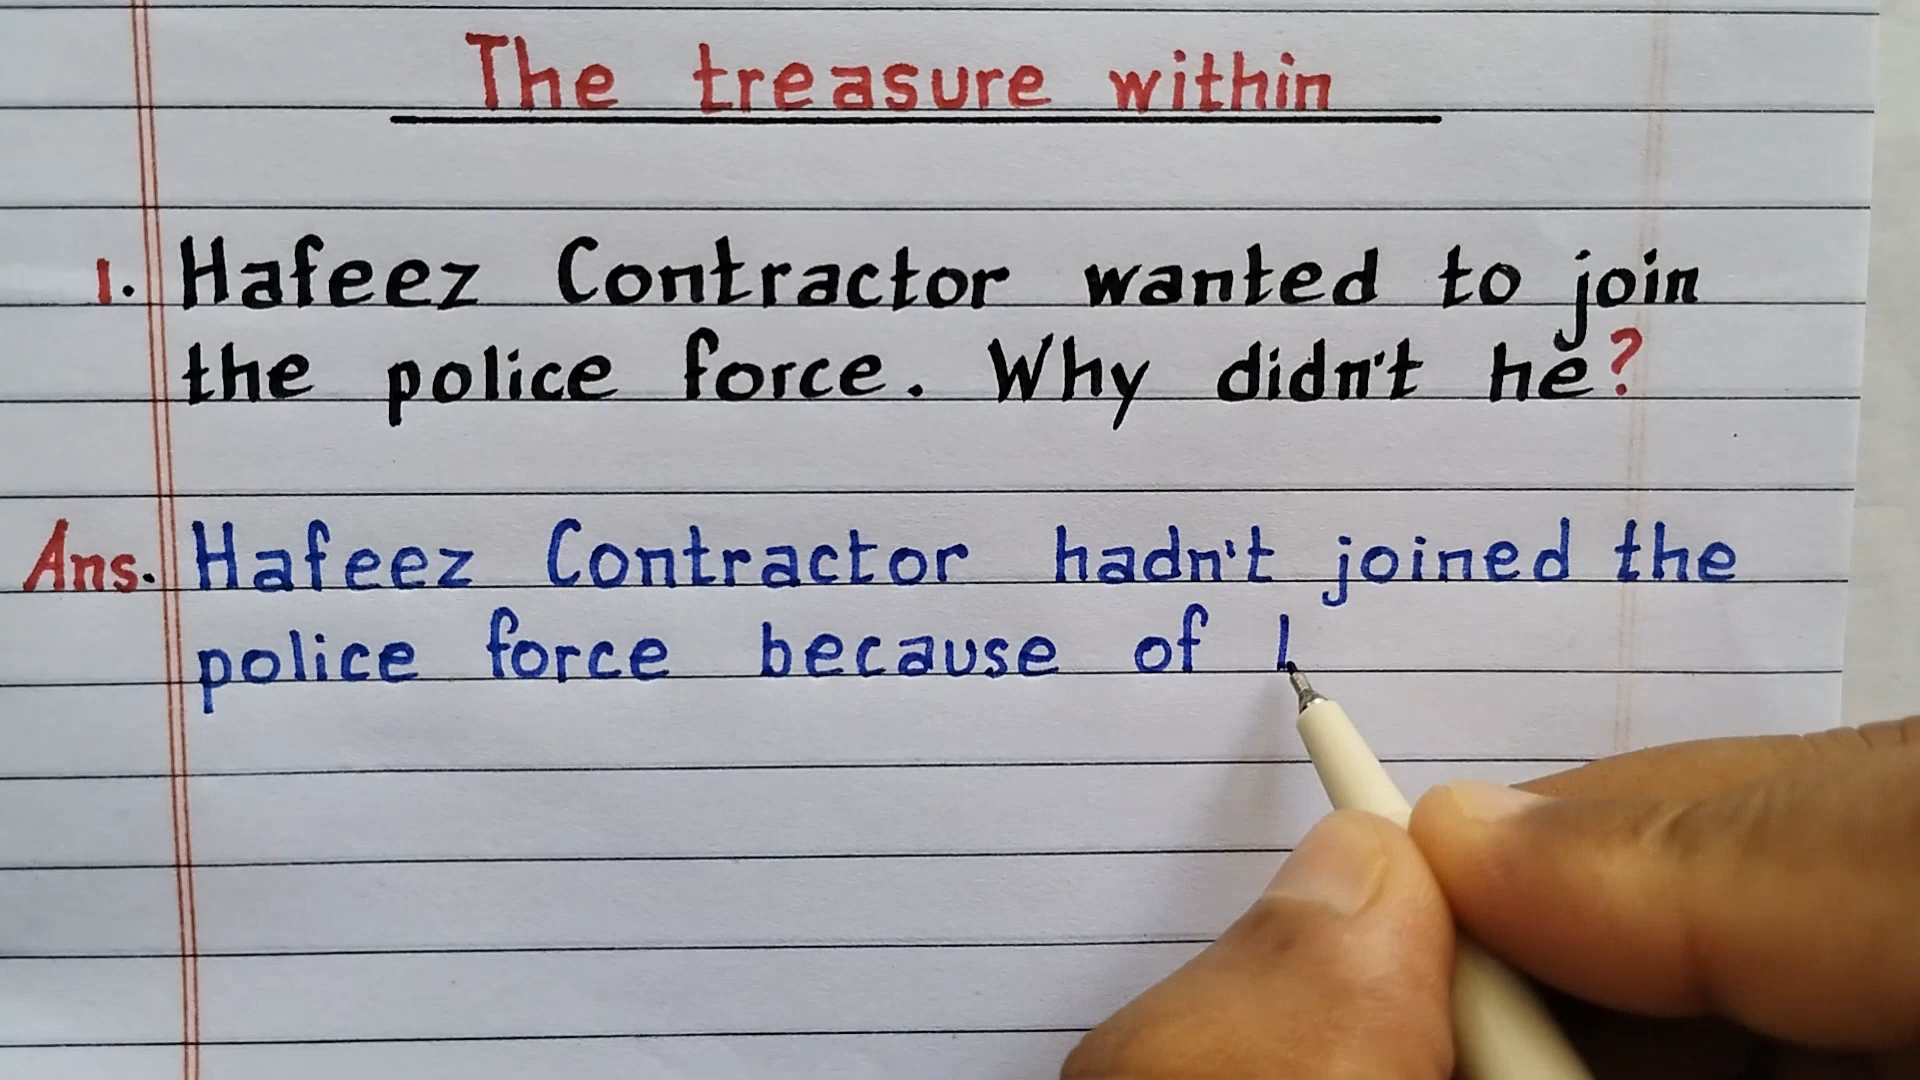 The treasure within
1. Hafeez Contractor wanted to join
the police force. Why didn't he?
Ans. Hafeez Contractor hadn't joined the
police force because of